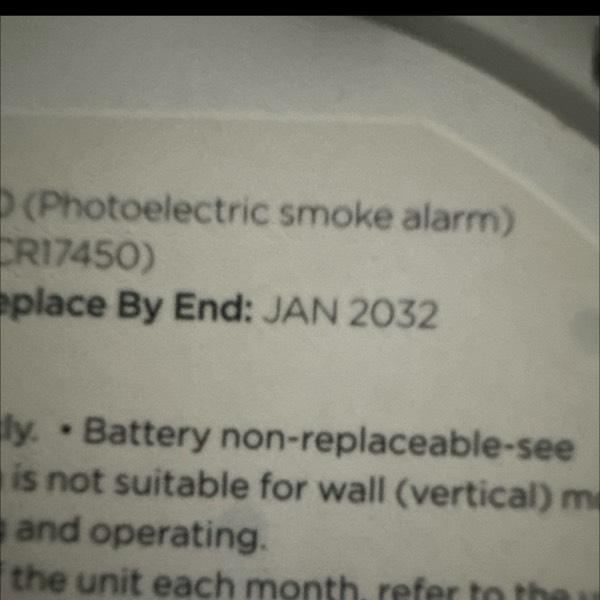 (Photoelectric smoke alarm)
CR17450)
eplace By End: JAN 2032
ly. • Battery non-replaceable-see
is not suitable for wall (vertical) m
and operating.
the unit each month, refer to the